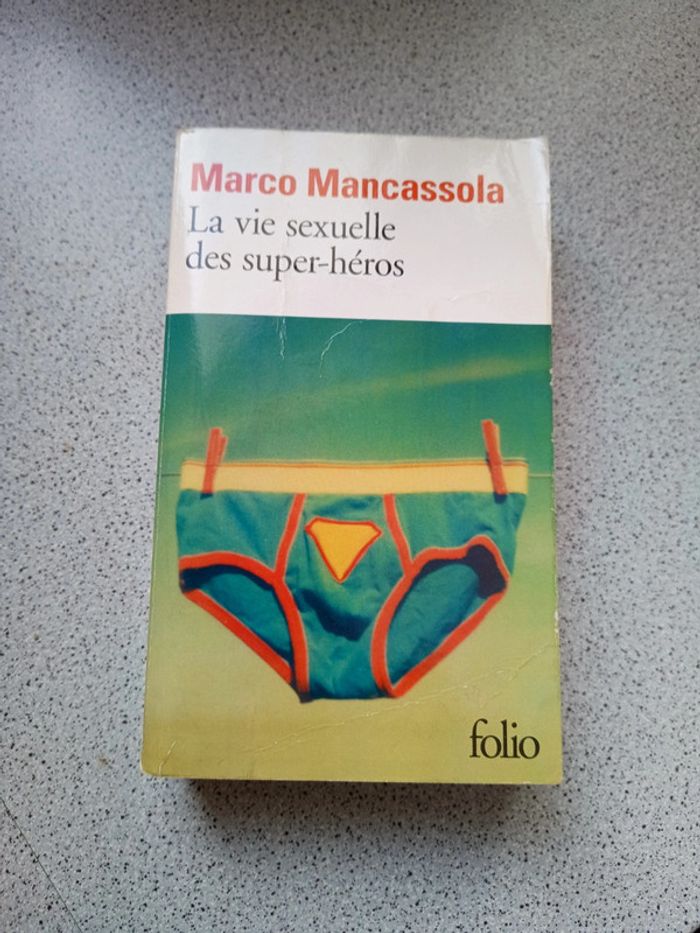 Marco Mancassola
La vie sexuelle
des super-héros
folio